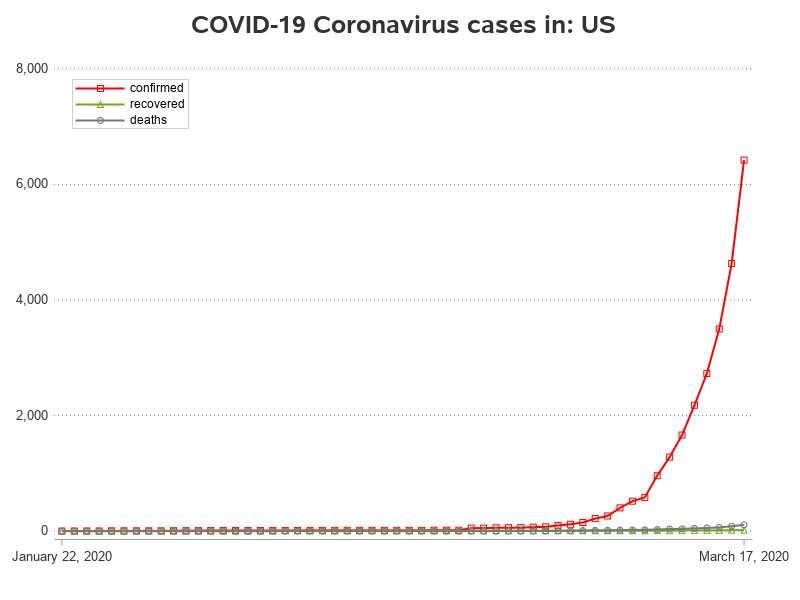 COVID-19 Coronavirus cases in: US
8,000
confirmed
recovered
deaths
6,000
4,000
2,000
0
January 22, 2020
March 17, 2020